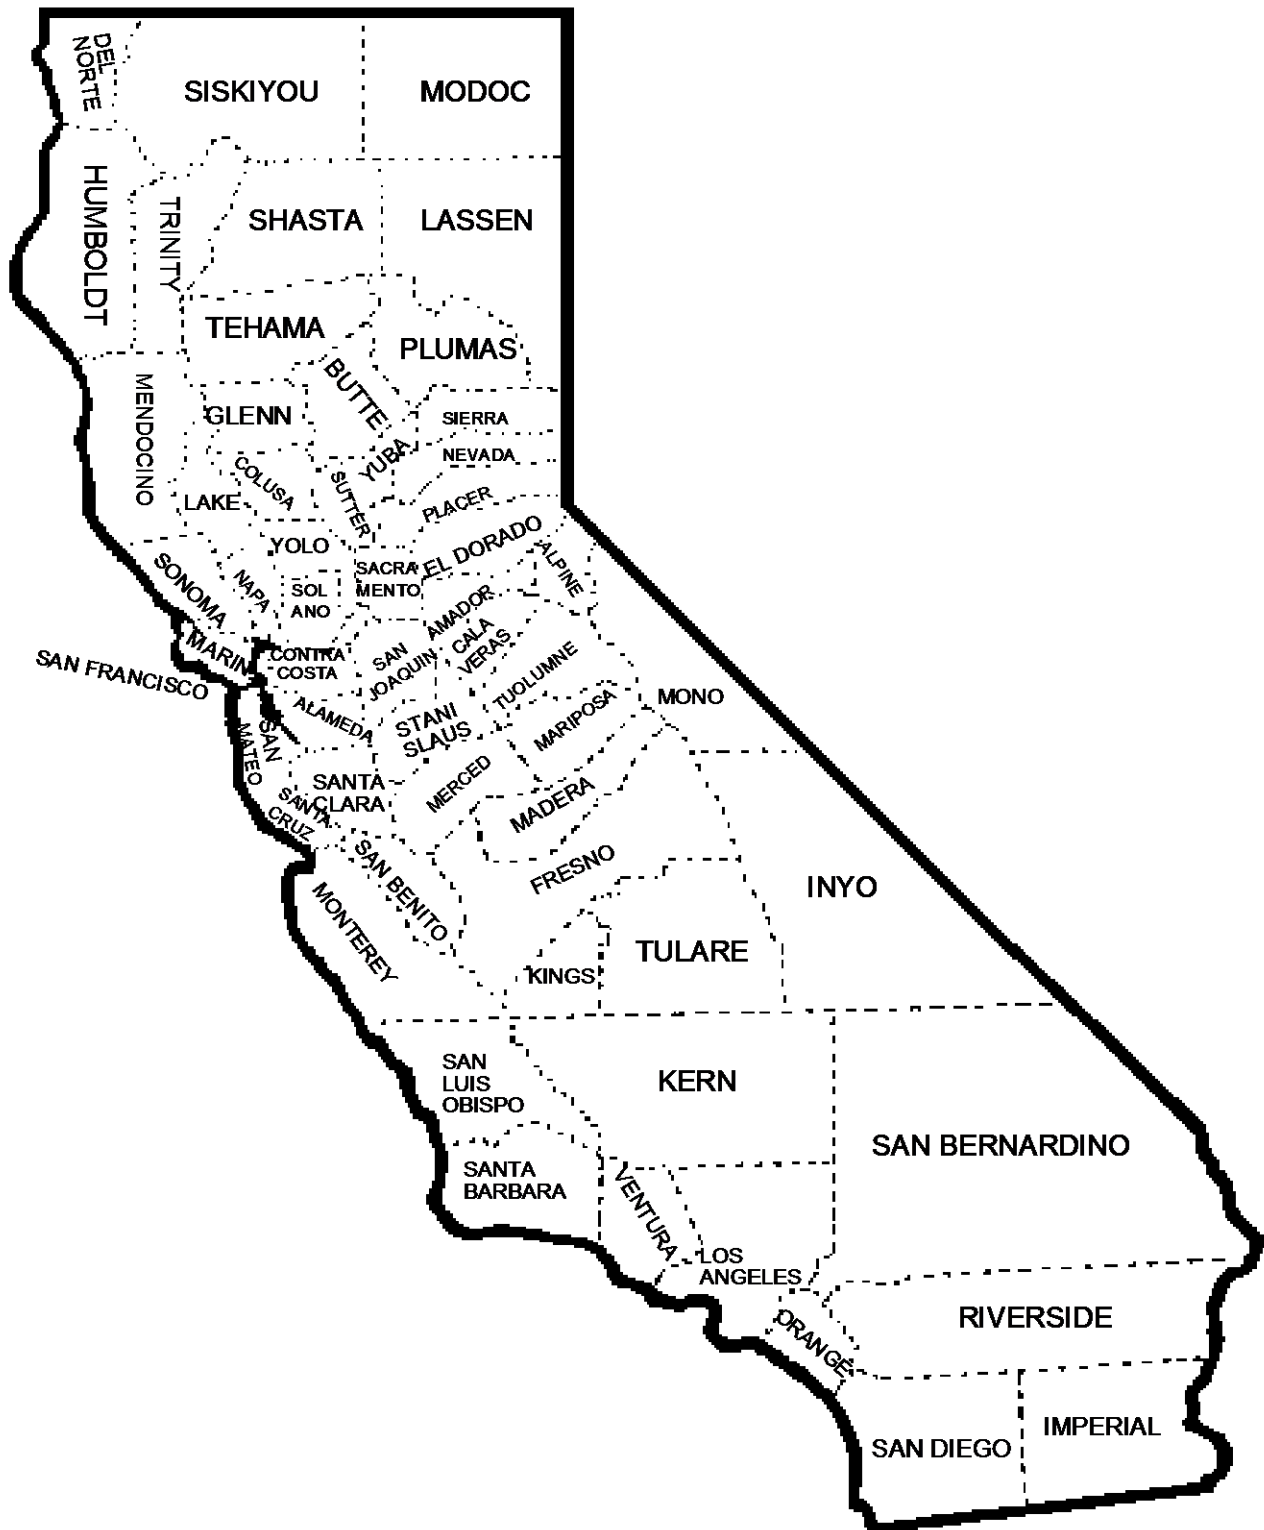 DEL
NORTE
SISKIYOU
MODOC
HUMBOLDT
TRINITY
SHASTA
LASSEN
TEHAMA
PLUMAS
MENDOCINO
GLENN
BUTTE
SIERRA
YUBA
NEVADA
COLUSA
LAKE
SUTTER
PLACER
YOLO
EL DORADO
SONOMA
NAPA
SOL
ANO
SACRA
MENTO
ALPINE
AMADOR
MARIN
CONTRA
COSTA
SAN
JOAQUIN
CALA
VERAS
TUOLUMNE
SAN FRANCISCO
ALAMEDA
STANI
SLAUS
MARIPOSA
MONO
SAN
MATEO
SANTA
CLARA
MERCED
MADERA
SANTA
CRUZ
SAN BENITO
FRESNO
INYO
MONTEREY
KINGS
TULARE
SAN
LUIS
OBISPO
KERN
SAN BERNARDINO
SANTA
BARBARA
VENTURA
LOS
ANGELES
ORANGE
RIVERSIDE
SAN DIEGO
IMPERIAL